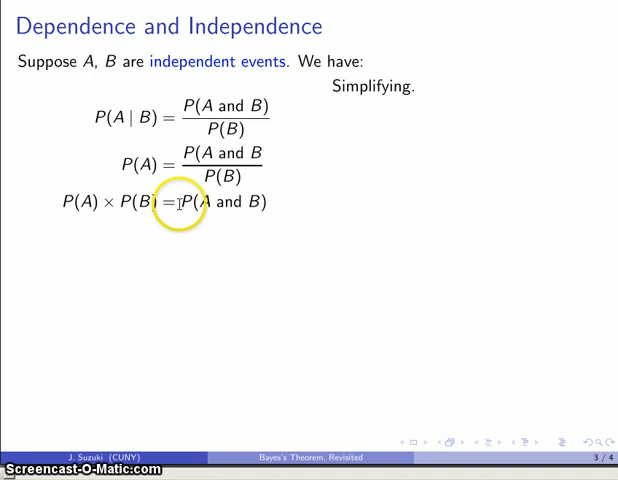 Dependence and Independence
Suppose A, B are independent events. We have:
Simplifying.
P(A | B) = P(A and B) / P(B)
P(A) = P(A and B / P(B)
P(A) × P(B) = P(A and B)
J. Suzuki (CUNY) Bayes's Theorem, Revisited 3 / 4
Screencast-O-Matic.com